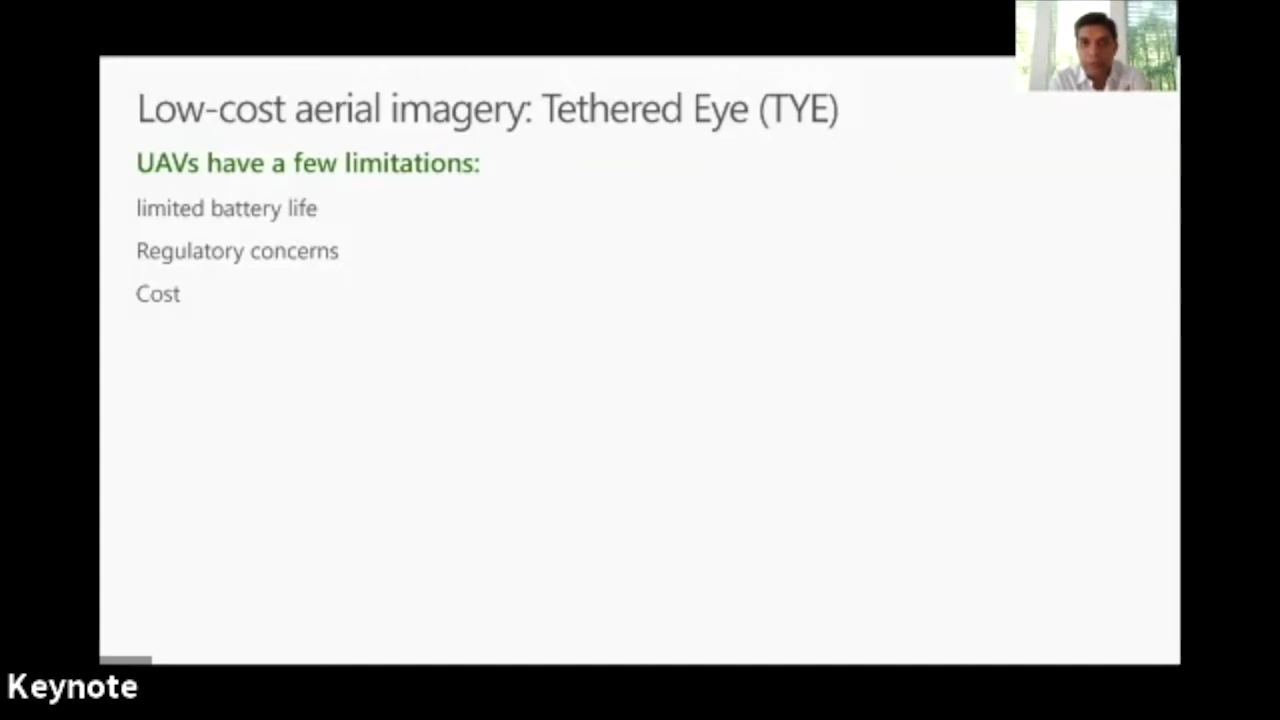 Low-cost aerial imagery: Tethered Eye (TYE)
UAVs have a few limitations:
limited battery life
Regulatory concerns
Cost
Keynote